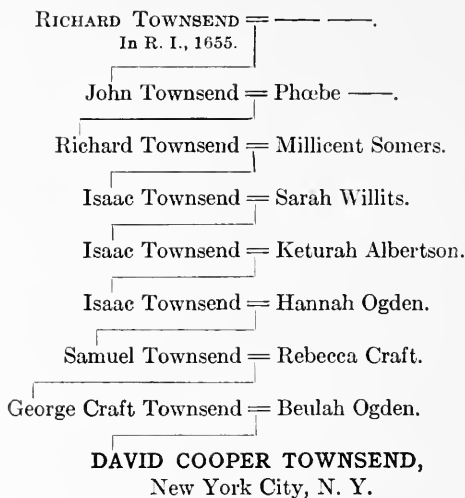 RICHARD TOWNSEND = — —.
In R. I., 1655.
John Townsend = Phœbe —.
Richard Townsend = Millicent Somers.
Isaac Townsend = Sarah Willits.
Isaac Townsend = Keturah Albertson.
Isaac Townsend = Hannah Ogden.
Samuel Townsend = Rebecca Craft.
George Craft Townsend = Beulah Ogden.
DAVID COOPER TOWNSEND,
New York City, N. Y.